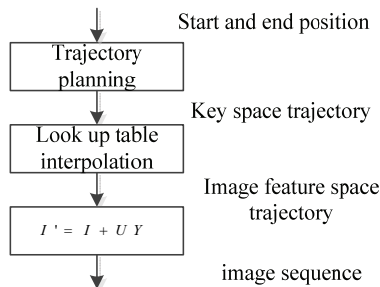 Start and end position
Trajectory
planning
Key space trajectory
Look up table
interpolation
Image feature space
trajectory
I ' = I + U Y
image sequence